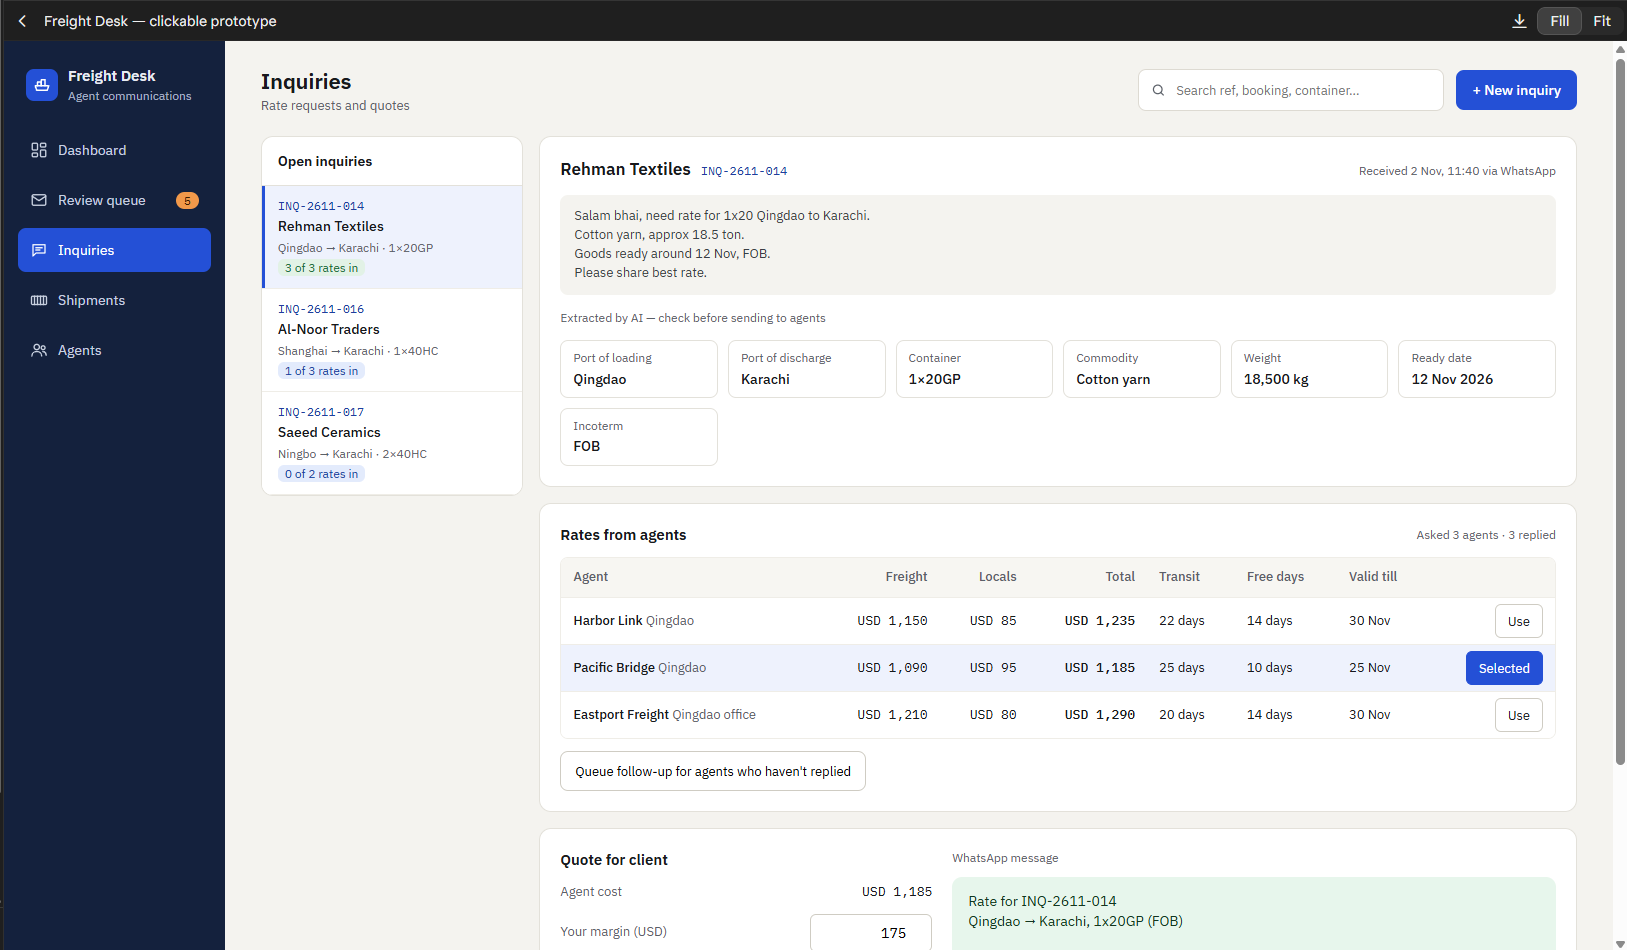 Freight Desk — clickable prototype
Fill
Fit
Freight Desk
Agent communications
Dashboard
Review queue
5
Inquiries
Shipments
Agents
Inquiries
Rate requests and quotes
Search ref, booking, container...
+ New inquiry
Open inquiries
INQ-2611-014
Rehman Textiles
Qingdao → Karachi · 1×20GP
3 of 3 rates in
INQ-2611-016
Al-Noor Traders
Shanghai → Karachi · 1×40HC
1 of 3 rates in
INQ-2611-017
Saeed Ceramics
Ningbo → Karachi · 2×40HC
0 of 2 rates in
Rehman Textiles INQ-2611-014
Received 2 Nov, 11:40 via WhatsApp
Salam bhai, need rate for 1x20 Qingdao to Karachi.
Cotton yarn, approx 18.5 ton.
Goods ready around 12 Nov, FOB.
Please share best rate.
Extracted by AI — check before sending to agents
Port of loading
Qingdao
Port of discharge
Karachi
Container
1×20GP
Commodity
Cotton yarn
Weight
18,500 kg
Ready date
12 Nov 2026
Incoterm
FOB
Rates from agents
Asked 3 agents · 3 replied
Agent Freight Locals Total Transit Free days Valid till
Harbor Link Qingdao USD 1,150 USD 85 USD 1,235 22 days 14 days 30 Nov Use
Pacific Bridge Qingdao USD 1,090 USD 95 USD 1,185 25 days 10 days 25 Nov Selected
Eastport Freight Qingdao office USD 1,210 USD 80 USD 1,290 20 days 14 days 30 Nov Use
Queue follow-up for agents who haven't replied
Quote for client
Agent cost USD 1,185
Your margin (USD) 175
WhatsApp message
Rate for INQ-2611-014
Qingdao → Karachi, 1x20GP (FOB)